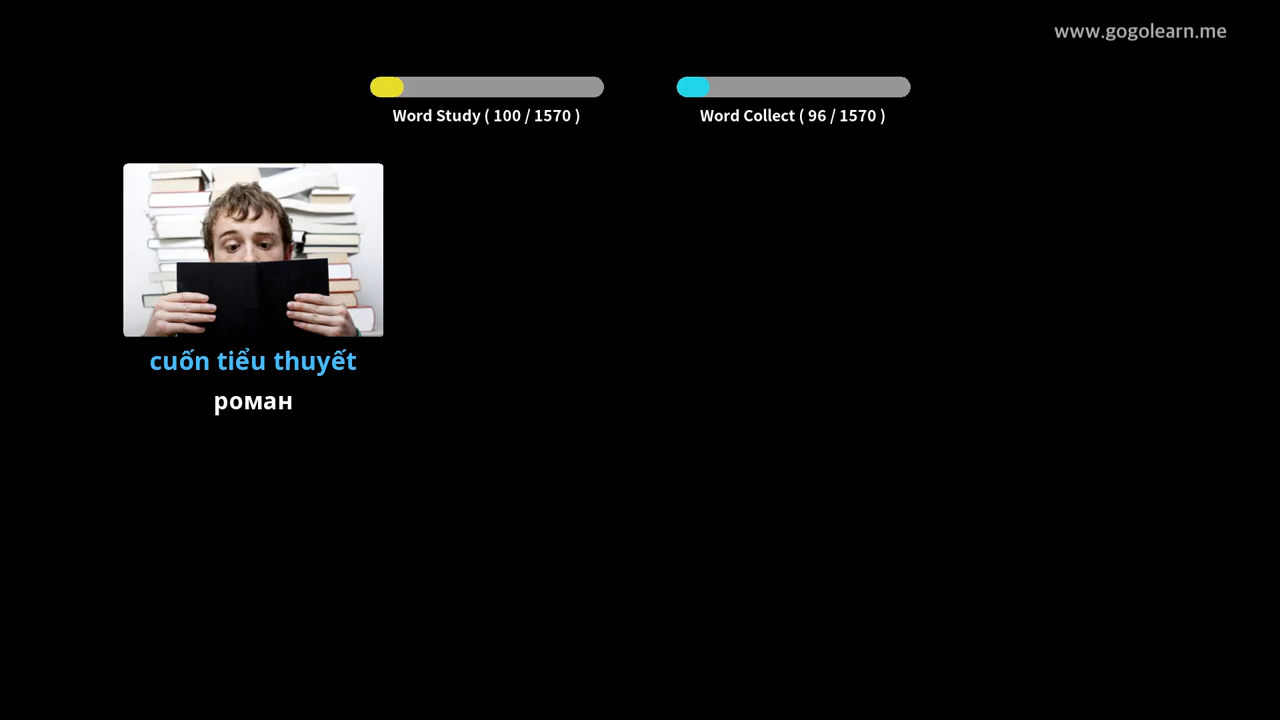 www.gogolearn.me
Word Study ( 100 / 1570 )
Word Collect ( 96 / 1570 )
cuốn tiểu thuyết
роман